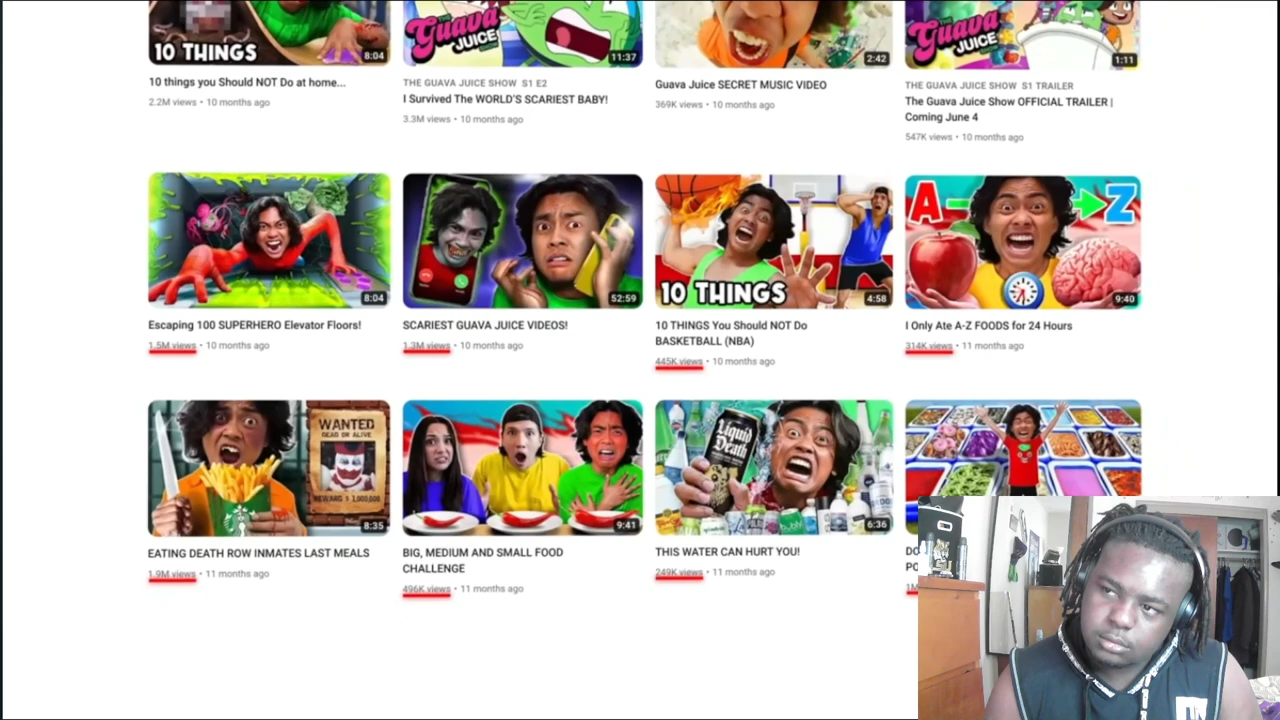 10 THINGS
8:04
Guava
JUICE
11:37
2:42
Guava
JUICE
1:11
10 things you Should NOT Do at home...
2.2M views • 10 months ago
THE GUAVA JUICE SHOW S1 E2
I Survived The WORLD'S SCARIEST BABY!
3.3M views • 10 months ago
Guava Juice SECRET MUSIC VIDEO
369K views • 10 months ago
THE GUAVA JUICE SHOW S1 TRAILER
The Guava Juice Show OFFICIAL TRAILER |
Coming June 4
547K views • 10 months ago
8:04
52:59
10 THINGS
4:58
A
Z
9:40
Escaping 100 SUPERHERO Elevator Floors!
1.5M views • 10 months ago
SCARIEST GUAVA JUICE VIDEOS!
1.3M views • 10 months ago
10 THINGS You Should NOT Do
BASKETBALL (NBA)
445K views • 10 months ago
I Only Ate A-Z FOODS for 24 Hours
314K views • 11 months ago
WANTED
DEAD OR ALIVE
REWARD $ 1,000,000
8:35
9:41
Liquid
Death
6:36
EATING DEATH ROW INMATES LAST MEALS
1.9M views • 11 months ago
BIG, MEDIUM AND SMALL FOOD
CHALLENGE
496K views • 11 months ago
THIS WATER CAN HURT YOU!
249K views • 11 months ago